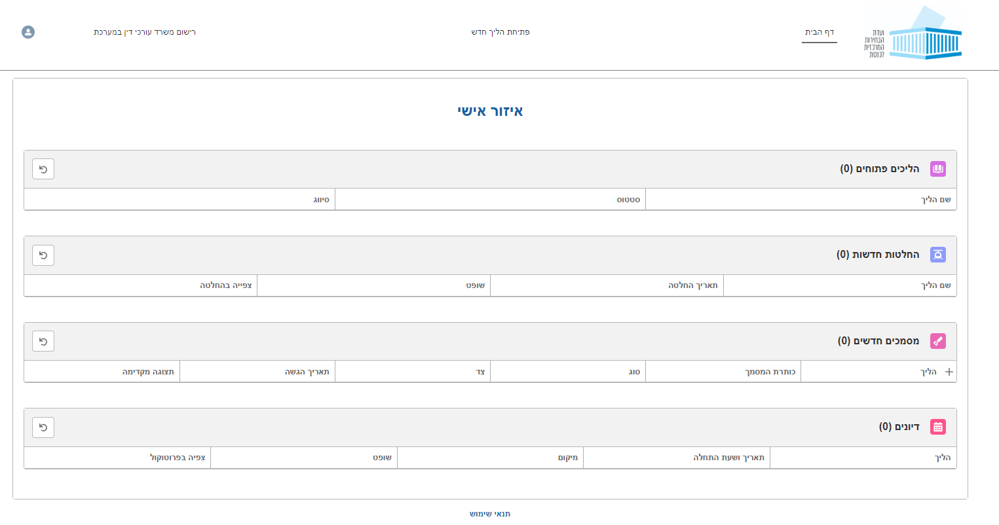 ועדת
הבחירות
המרכזית
לכנסת
דף הבית
פתיחת הליך חדש
רישום משרד עורכי דין במערכת
איזור אישי
הליכים פתוחים (0)
שם הליך סטטוס סיווג
החלטות חדשות (0)
שם הליך תאריך החלטה שופט צפייה בהחלטה
מסמכים חדשים (0)
הליך כותרת המסמך סוג צד תאריך הגשה תצוגה מקדימה
דיונים (0)
הליך תאריך ושעת התחלה מיקום שופט צפיה בפרוטוקול
תנאי שימוש